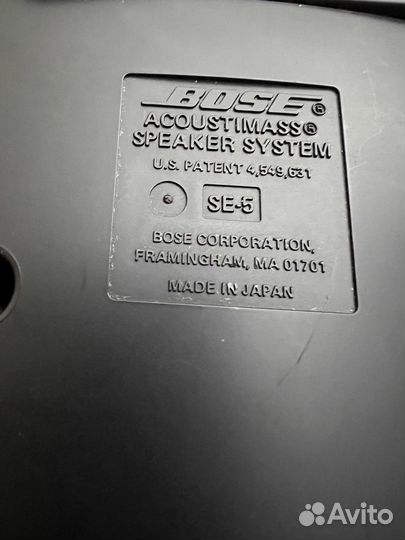 BOSE®
ACOUSTIMASS®
SPEAKER SYSTEM
U.S. PATENT 4,549,631
SE-5
BOSE CORPORATION,
FRAMINGHAM, MA 01701
MADE IN JAPAN
Avito